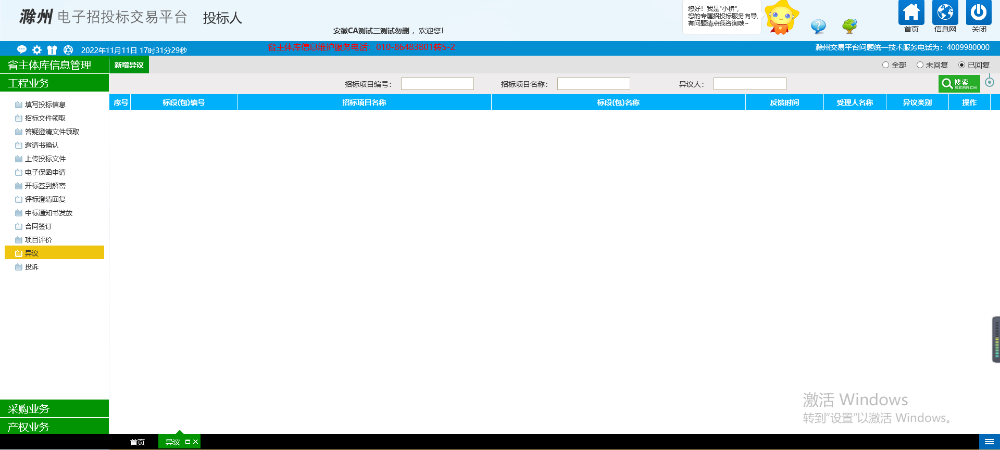 滁州 电子招投标交易平台 投标人
安徽CA测试三测试勿删 ，欢迎您！
您好！我是"小桥",
您的专属招投标服务向导,
有问题请点我咨询哦~
首页 信息网 关闭
2022年11月11日 17时31分29秒
省主体库信息维护服务电话：010-86483801转5-2
滁州交易平台问题统一技术服务电话为：4009980000
省主体库信息管理
新增异议
全部 未回复 已回复
工程业务
招标项目编号：
招标项目名称：
异议人：
搜索
SEARCH
序号 标段(包)编号 招标项目名称 标段(包)名称 反馈时间 受理人名称 异议类别 操作
填写投标信息
招标文件领取
答疑澄清文件领取
邀请书确认
上传投标文件
电子保函申请
开标签到解密
评标澄清回复
中标通知书发放
合同签订
项目评价
异议
投诉
采购业务
产权业务
激活 Windows
转到“设置”以激活 Windows。
首页 异议